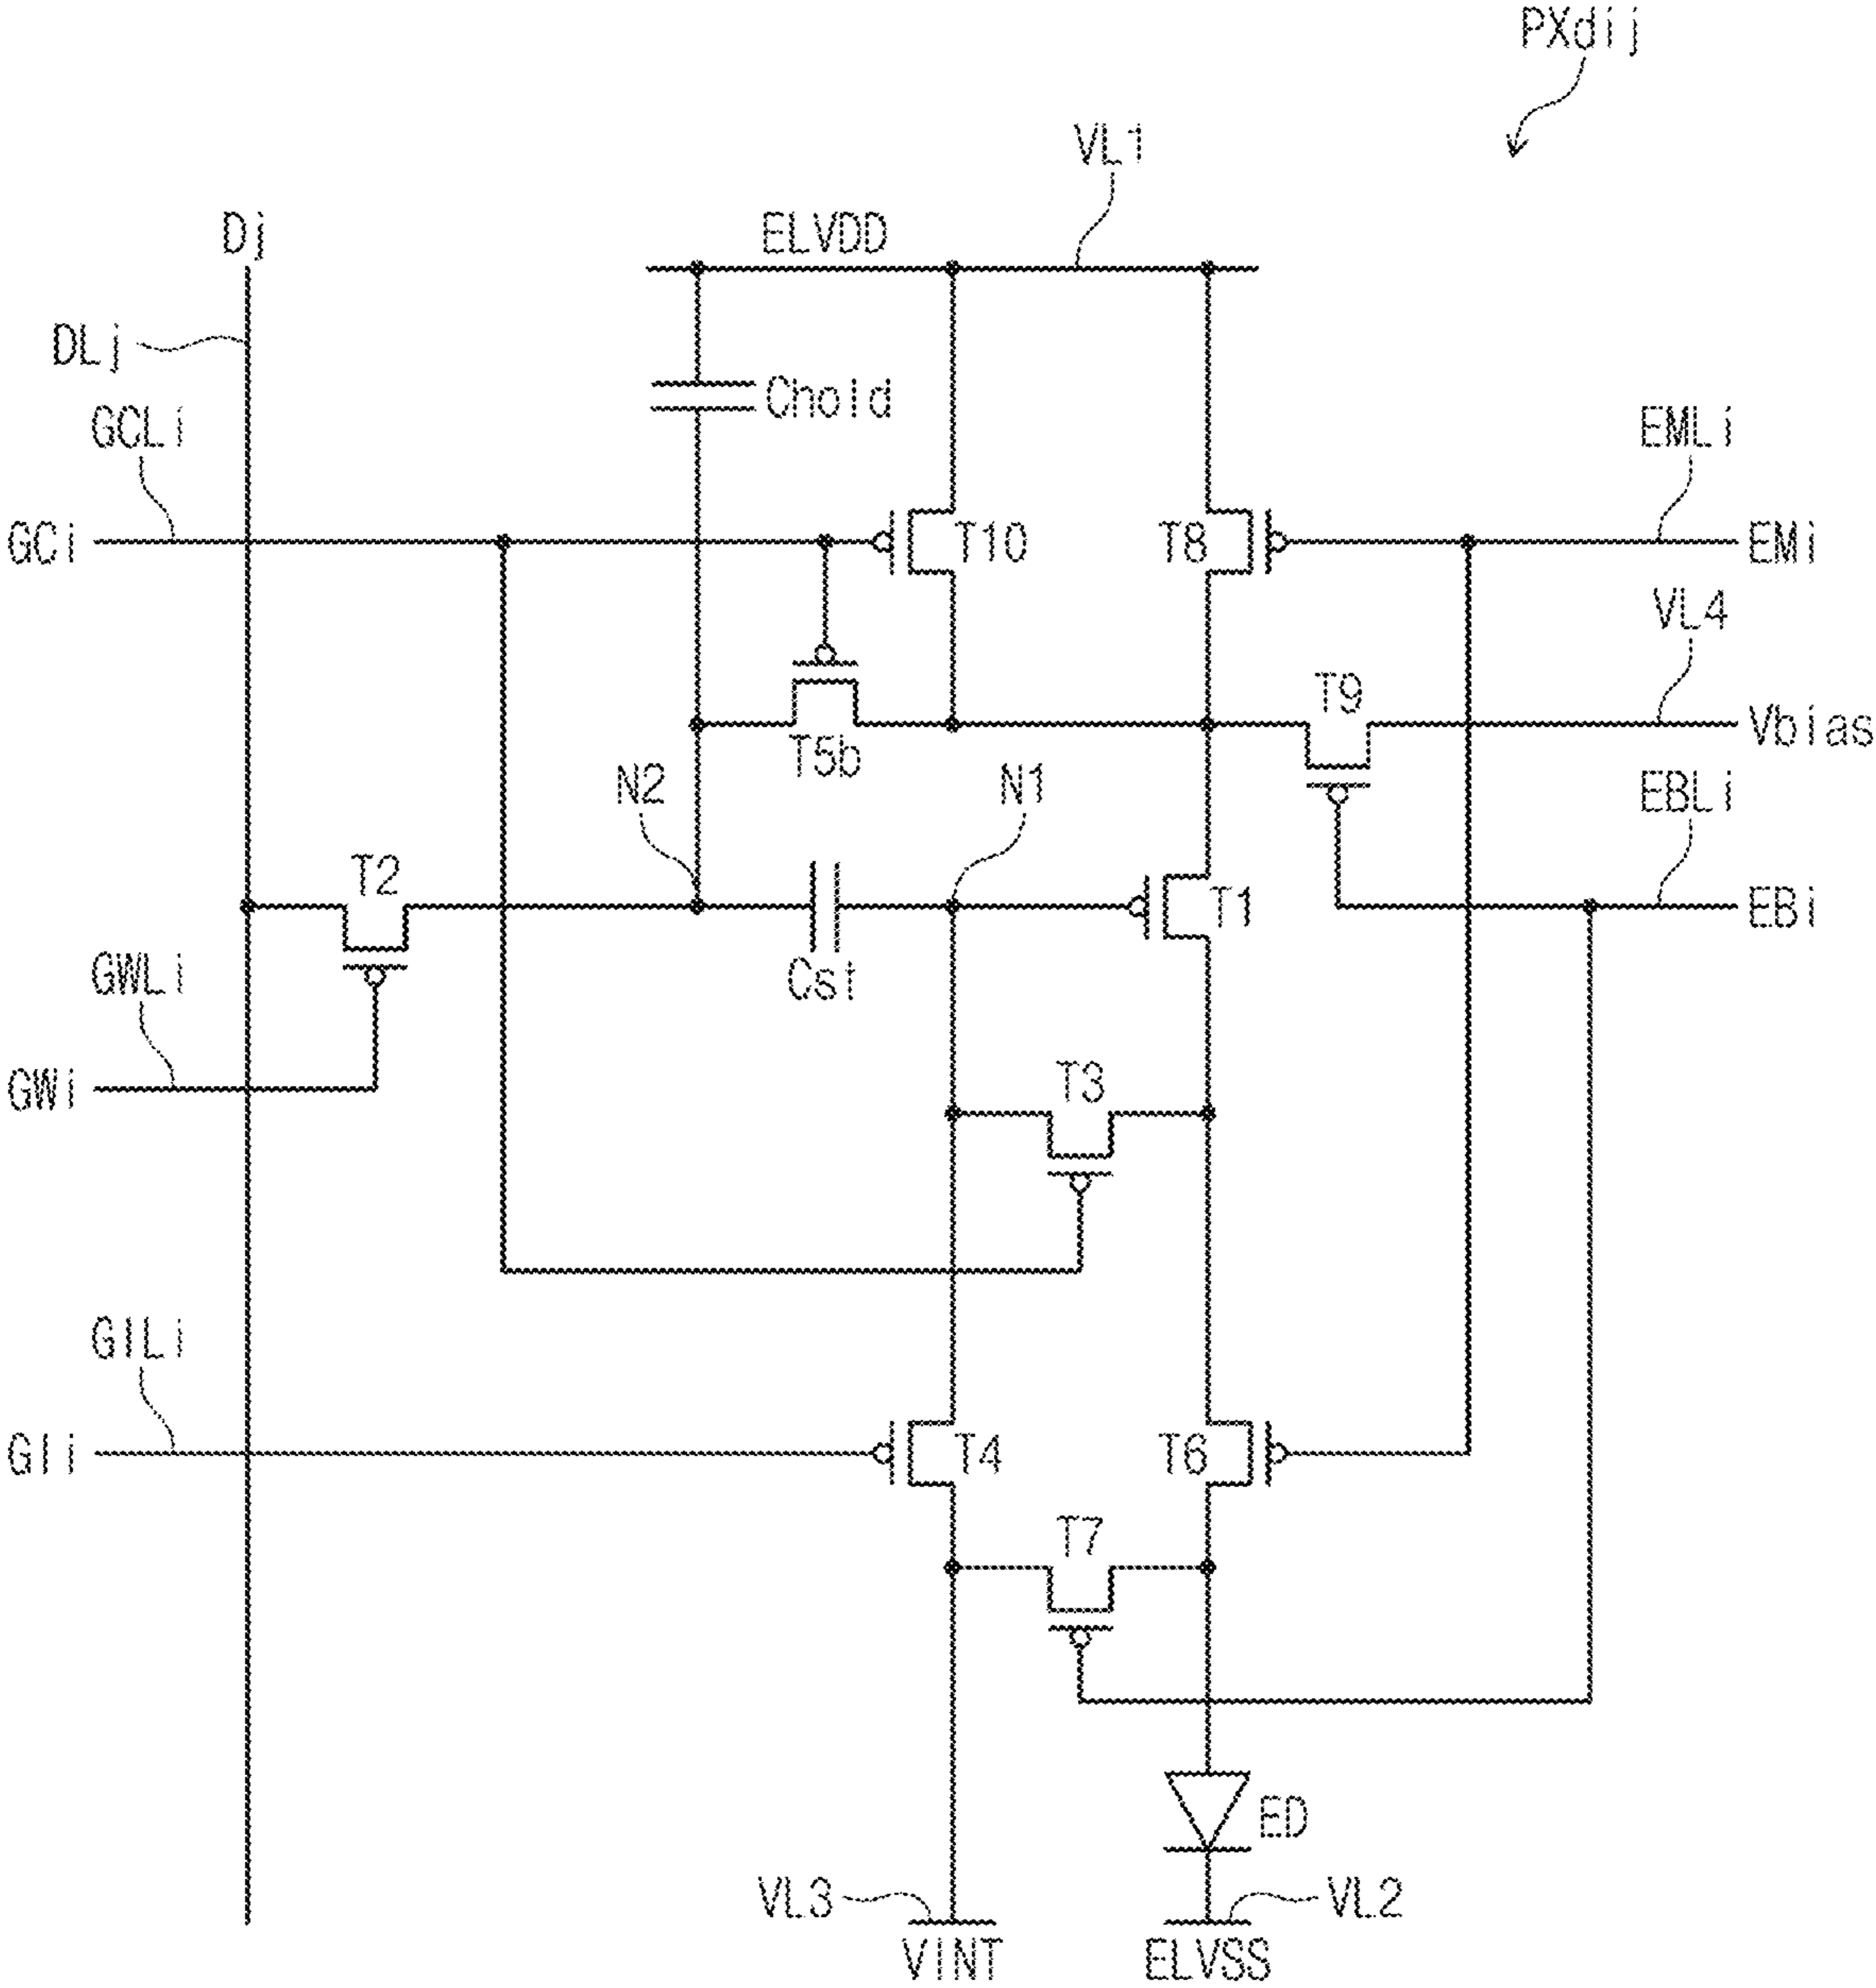 PXdij
VL1
Dj
ELVDD
DLj
Chold
GCLi
EMLi
GCi
T10
T8
EMi
VL4
T9
Vbias
T5b
N2
N1
EBLi
T2
T1
EBi
Cst
GWLi
GWi
T3
GILi
GIi
T4
T6
T7
ED
VL3
VL2
VINT
ELVSS